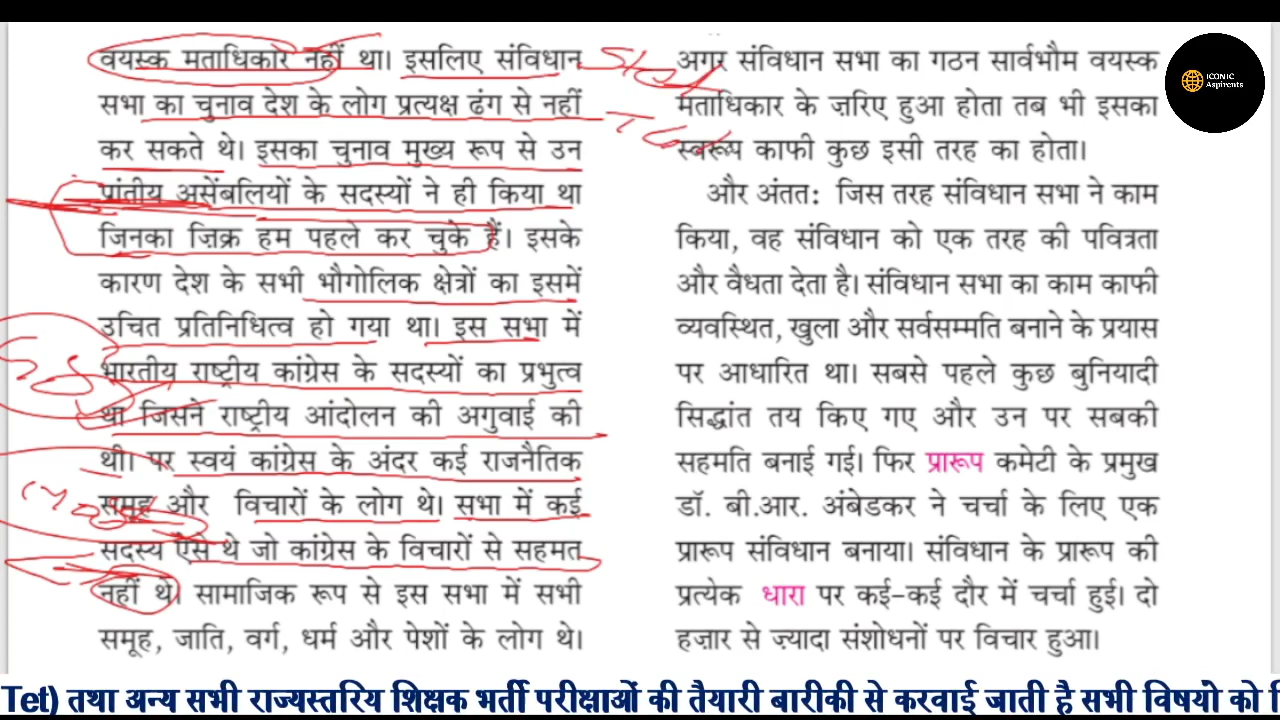 वयस्क मताधिकार नहीं था। इसलिए संविधान
सभा का चुनाव देश के लोग प्रत्यक्ष ढंग से नहीं
कर सकते थे। इसका चुनाव मुख्य रूप से उन
प्रांतीय असेंबलियों के सदस्यों ने ही किया था
जिनका ज़िक्र हम पहले कर चुके हैं। इसके
कारण देश के सभी भौगोलिक क्षेत्रों का इसमें
उचित प्रतिनिधित्व हो गया था। इस सभा में
भारतीय राष्ट्रीय कांग्रेस के सदस्यों का प्रभुत्व
था जिसने राष्ट्रीय आंदोलन की अगुवाई की
थी। पर स्वयं कांग्रेस के अंदर कई राजनैतिक
समूह और विचारों के लोग थे। सभा में कई
सदस्य ऐसे थे जो कांग्रेस के विचारों से सहमत
नहीं थे। सामाजिक रूप से इस सभा में सभी
समूह, जाति, वर्ग, धर्म और पेशों के लोग थे।
अगर संविधान सभा का गठन सार्वभौम वयस्क
मताधिकार के ज़रिए हुआ होता तब भी इसका
स्वरूप काफी कुछ इसी तरह का होता।
और अंततः जिस तरह संविधान सभा ने काम
किया, वह संविधान को एक तरह की पवित्रता
और वैधता देता है। संविधान सभा का काम काफी
व्यवस्थित, खुला और सर्वसम्मति बनाने के प्रयास
पर आधारित था। सबसे पहले कुछ बुनियादी
सिद्धांत तय किए गए और उन पर सबकी
सहमति बनाई गई। फिर प्रारूप कमेटी के प्रमुख
डॉ. बी.आर. अंबेडकर ने चर्चा के लिए एक
प्रारूप संविधान बनाया। संविधान के प्रारूप की
प्रत्येक धारा पर कई-कई दौर में चर्चा हुई। दो
हज़ार से ज़्यादा संशोधनों पर विचार हुआ।
ICONIC
Aspirents
Tet) तथा अन्य सभी राज्यस्तरिय शिक्षक भर्ती परीक्षाओं की तैयारी बारीकी से करवाई जाती है सभी विषयो को